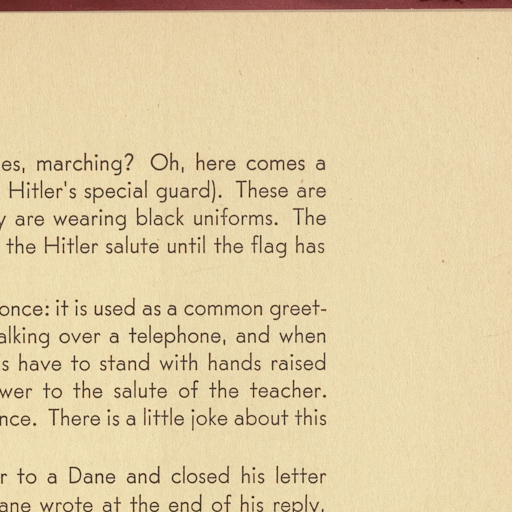 es, marching? Oh, here comes a
Hitler's special guard). These are
y are wearing black uniforms. The
the Hitler salute until the flag has
once: it is used as a common greet-
alking over a telephone, and when
s have to stand with hands raised
wer to the salute of the teacher.
nce. There is a little joke about this
r to a Dane and closed his letter
ane wrote at the end of his reply,